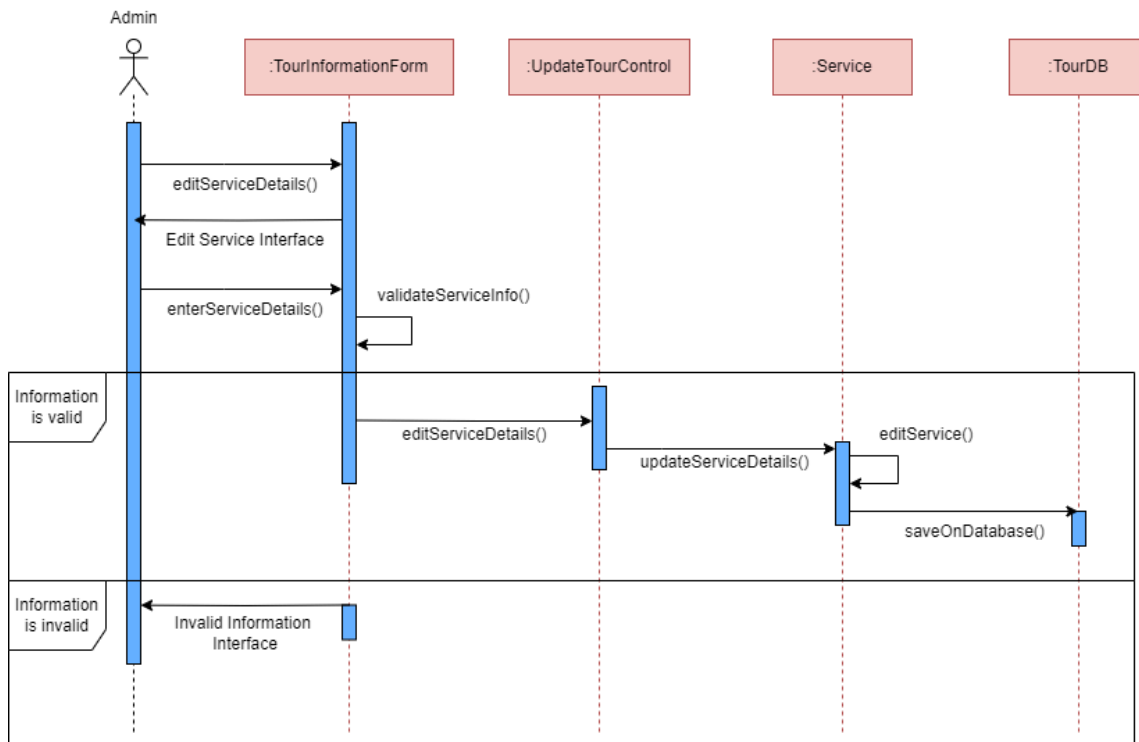 Admin
:TourInformationForm
:UpdateTourControl
:Service
:TourDB
editServiceDetails()
Edit Service Interface
enterServiceDetails()
validateServiceInfo()
Information
is valid
editServiceDetails()
updateServiceDetails()
editService()
saveOnDatabase()
Information
is invalid
Invalid Information
Interface